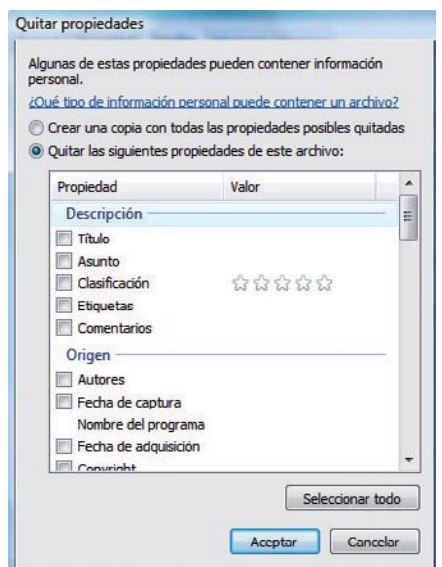 Quitar propiedades
Algunas de estas propiedades pueden contener información
personal.
¿Qué tipo de información personal puede contener un archivo?
Crear una copia con todas las propiedades posibles quitadas
Quitar las siguientes propiedades de este archivo:
Propiedad Valor
Descripción
Título
Asunto
Clasificación
Etiquetas
Comentarios
Origen
Autores
Fecha de captura
Nombre del programa
Fecha de adquisición
Copyright
Seleccionar todo
Aceptar Cancelar